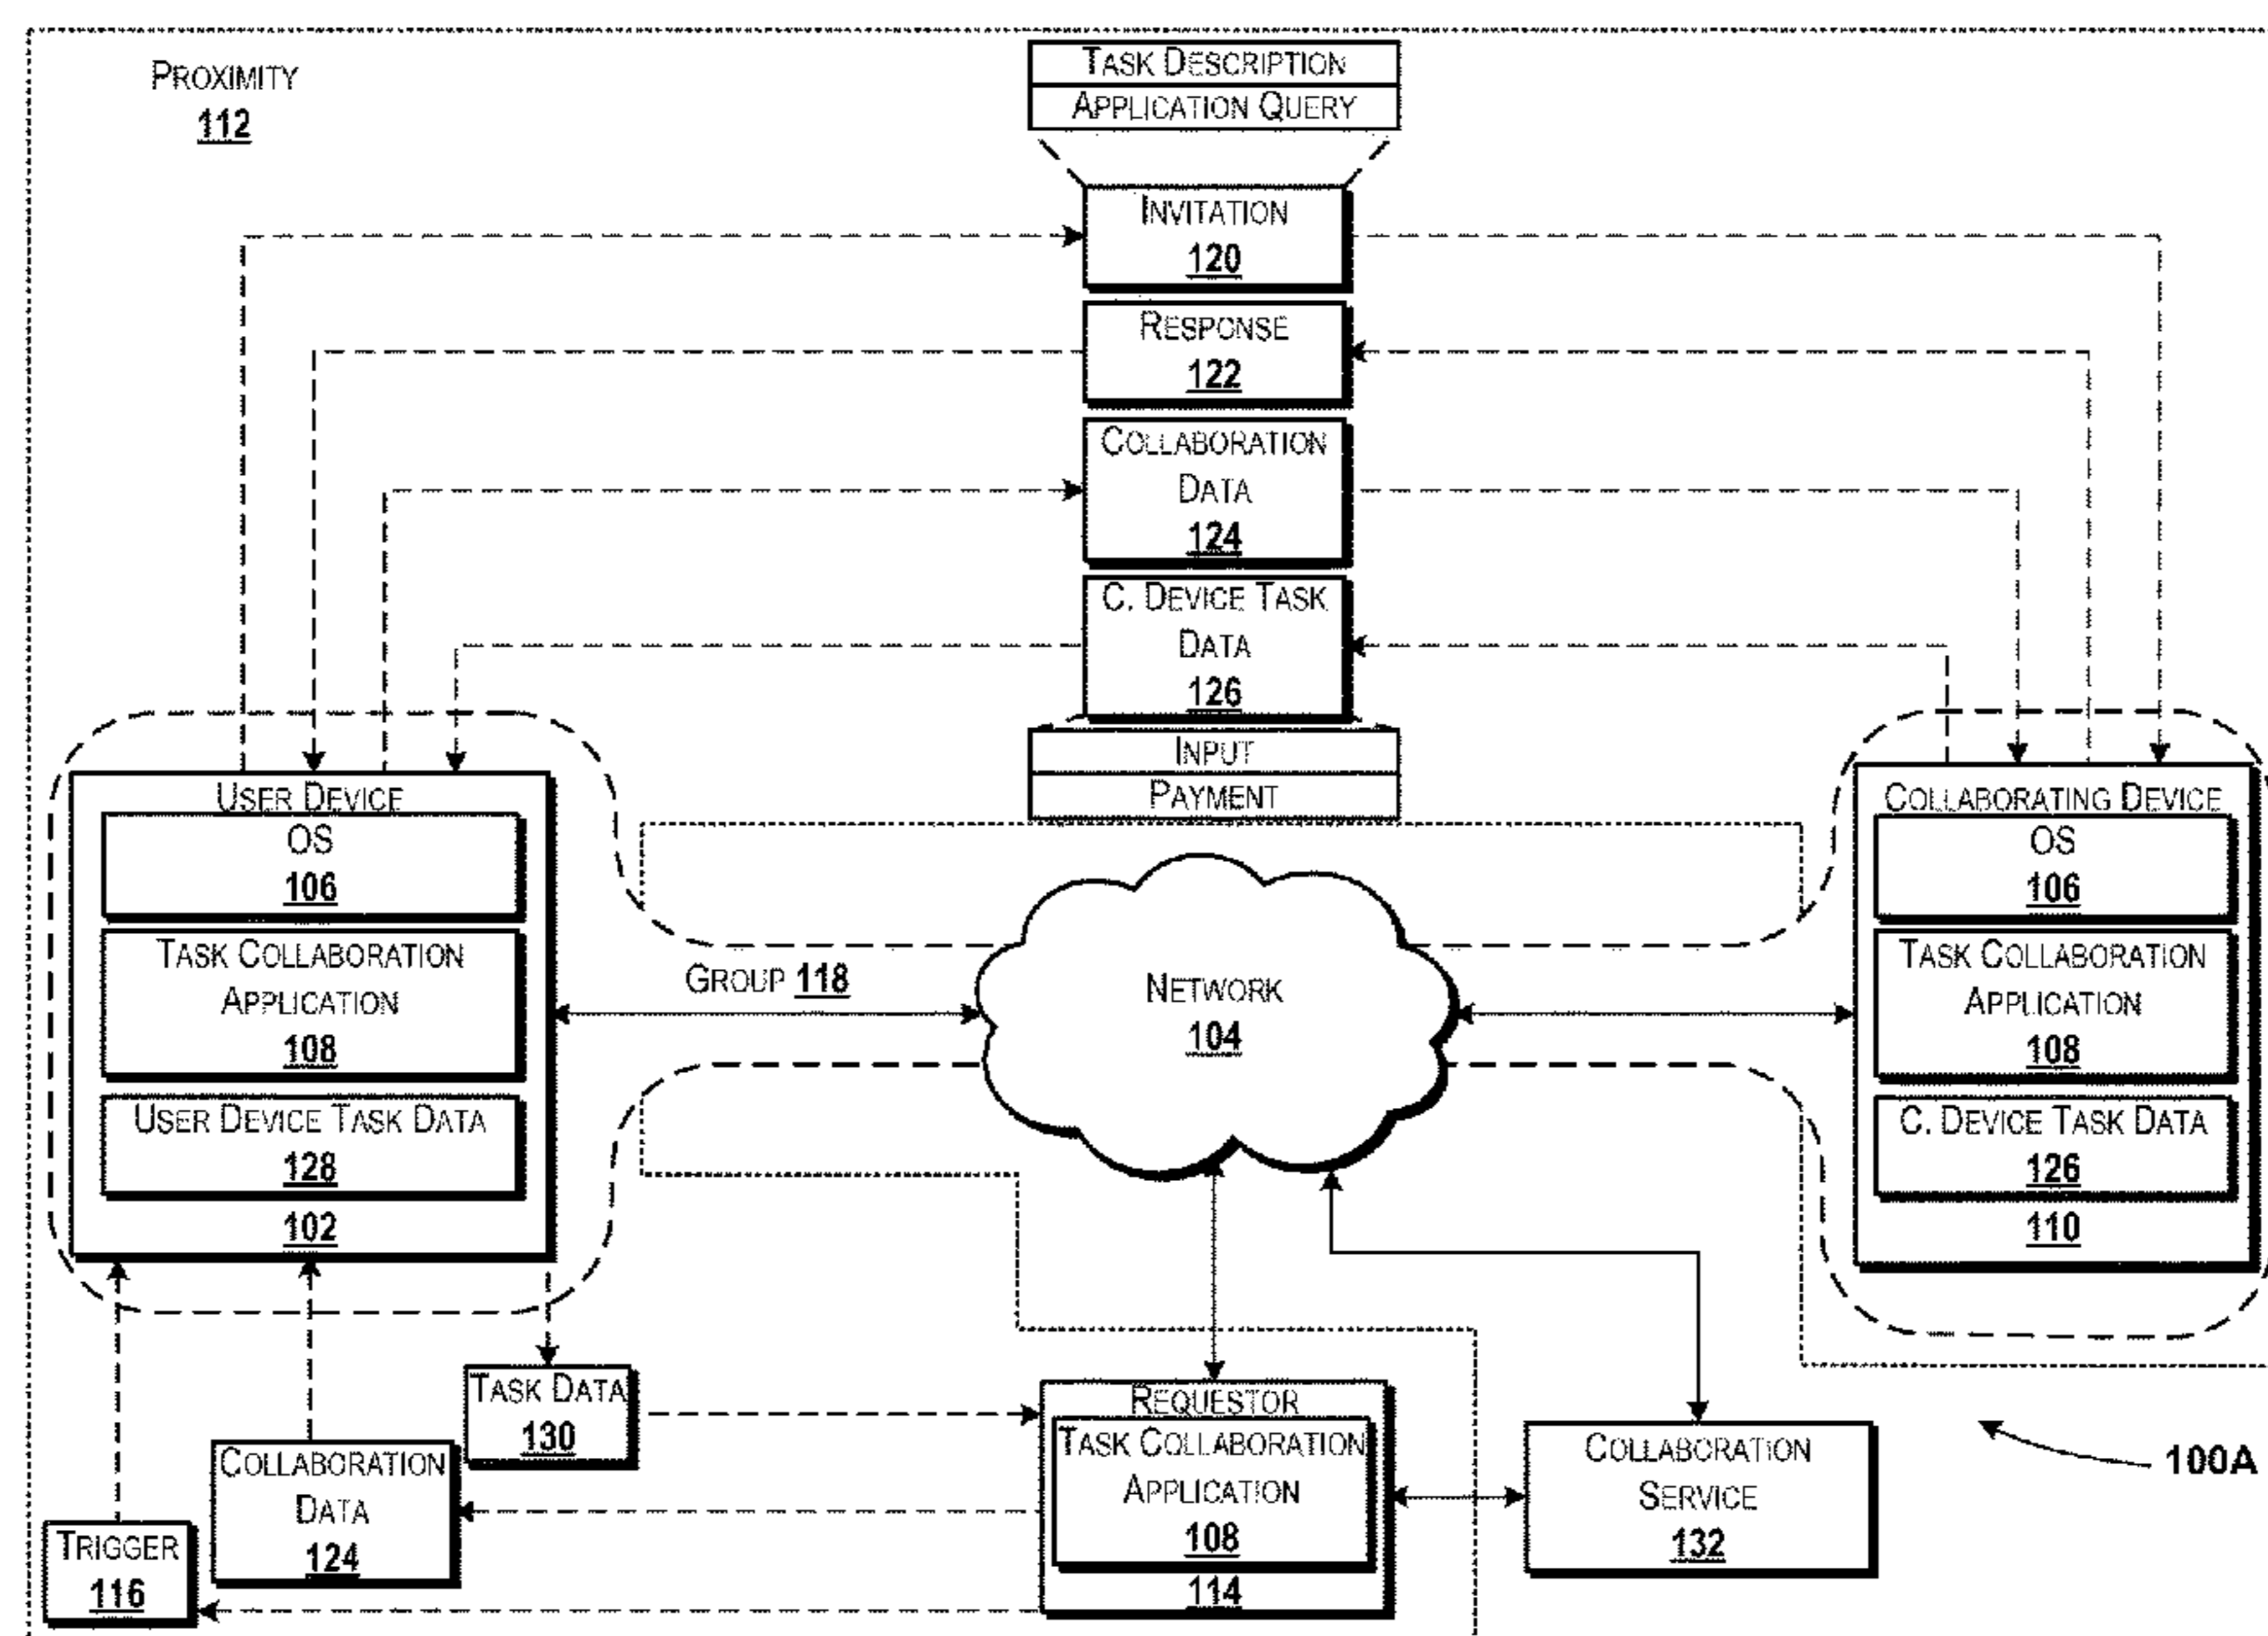 PROXIMITY
112
TASK DESCRIPTION
APPLICATION QUERY
INVITATION
120
RESPONSE
122
COLLABORATION
DATA
124
C. DEVICE TASK
DATA
126
INPUT
PAYMENT
USER DEVICE
OS
106
TASK COLLABORATION
APPLICATION
108
USER DEVICE TASK DATA
128
102
GROUP 118
NETWORK
104
COLLABORATING DEVICE
OS
106
TASK COLLABORATION
APPLICATION
108
C. DEVICE TASK DATA
126
110
TASK DATA
130
COLLABORATION
DATA
124
TRIGGER
116
REQUESTOR
TASK COLLABORATION
APPLICATION
108
114
COLLABORATION
SERVICE
132
100A